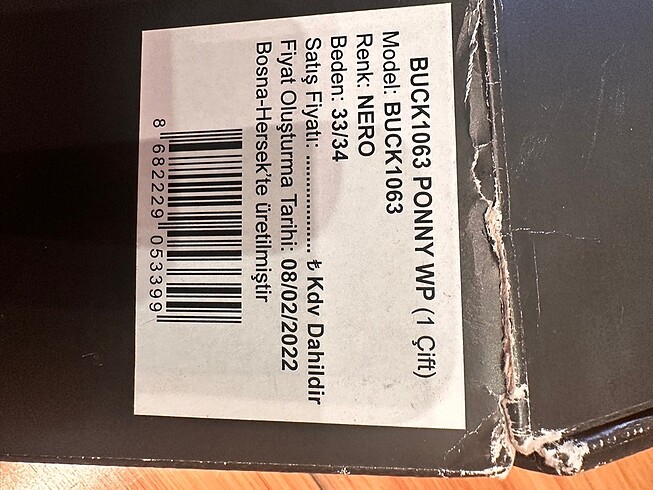 BUCK1063 PONNY WP (1 Çift)
Model: BUCK1063
Renk: NERO
Beden: 33/34
Satış Fiyatı: ........................ ₺ Kdv Dahildir
Fiyat Oluşturma Tarihi: 08/02/2022
Bosna-Hersek'te üretilmiştir
8 682229 053399